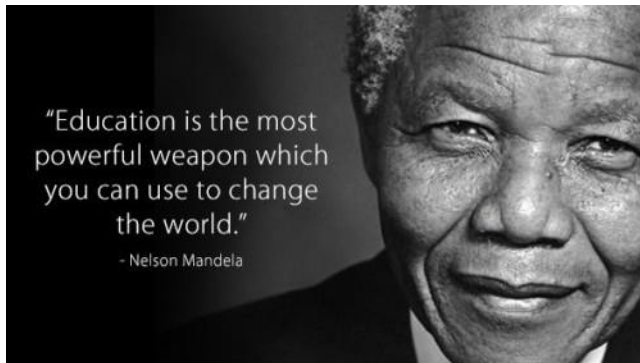 “Education is the most
powerful weapon which
you can use to change
the world.”
- Nelson Mandela